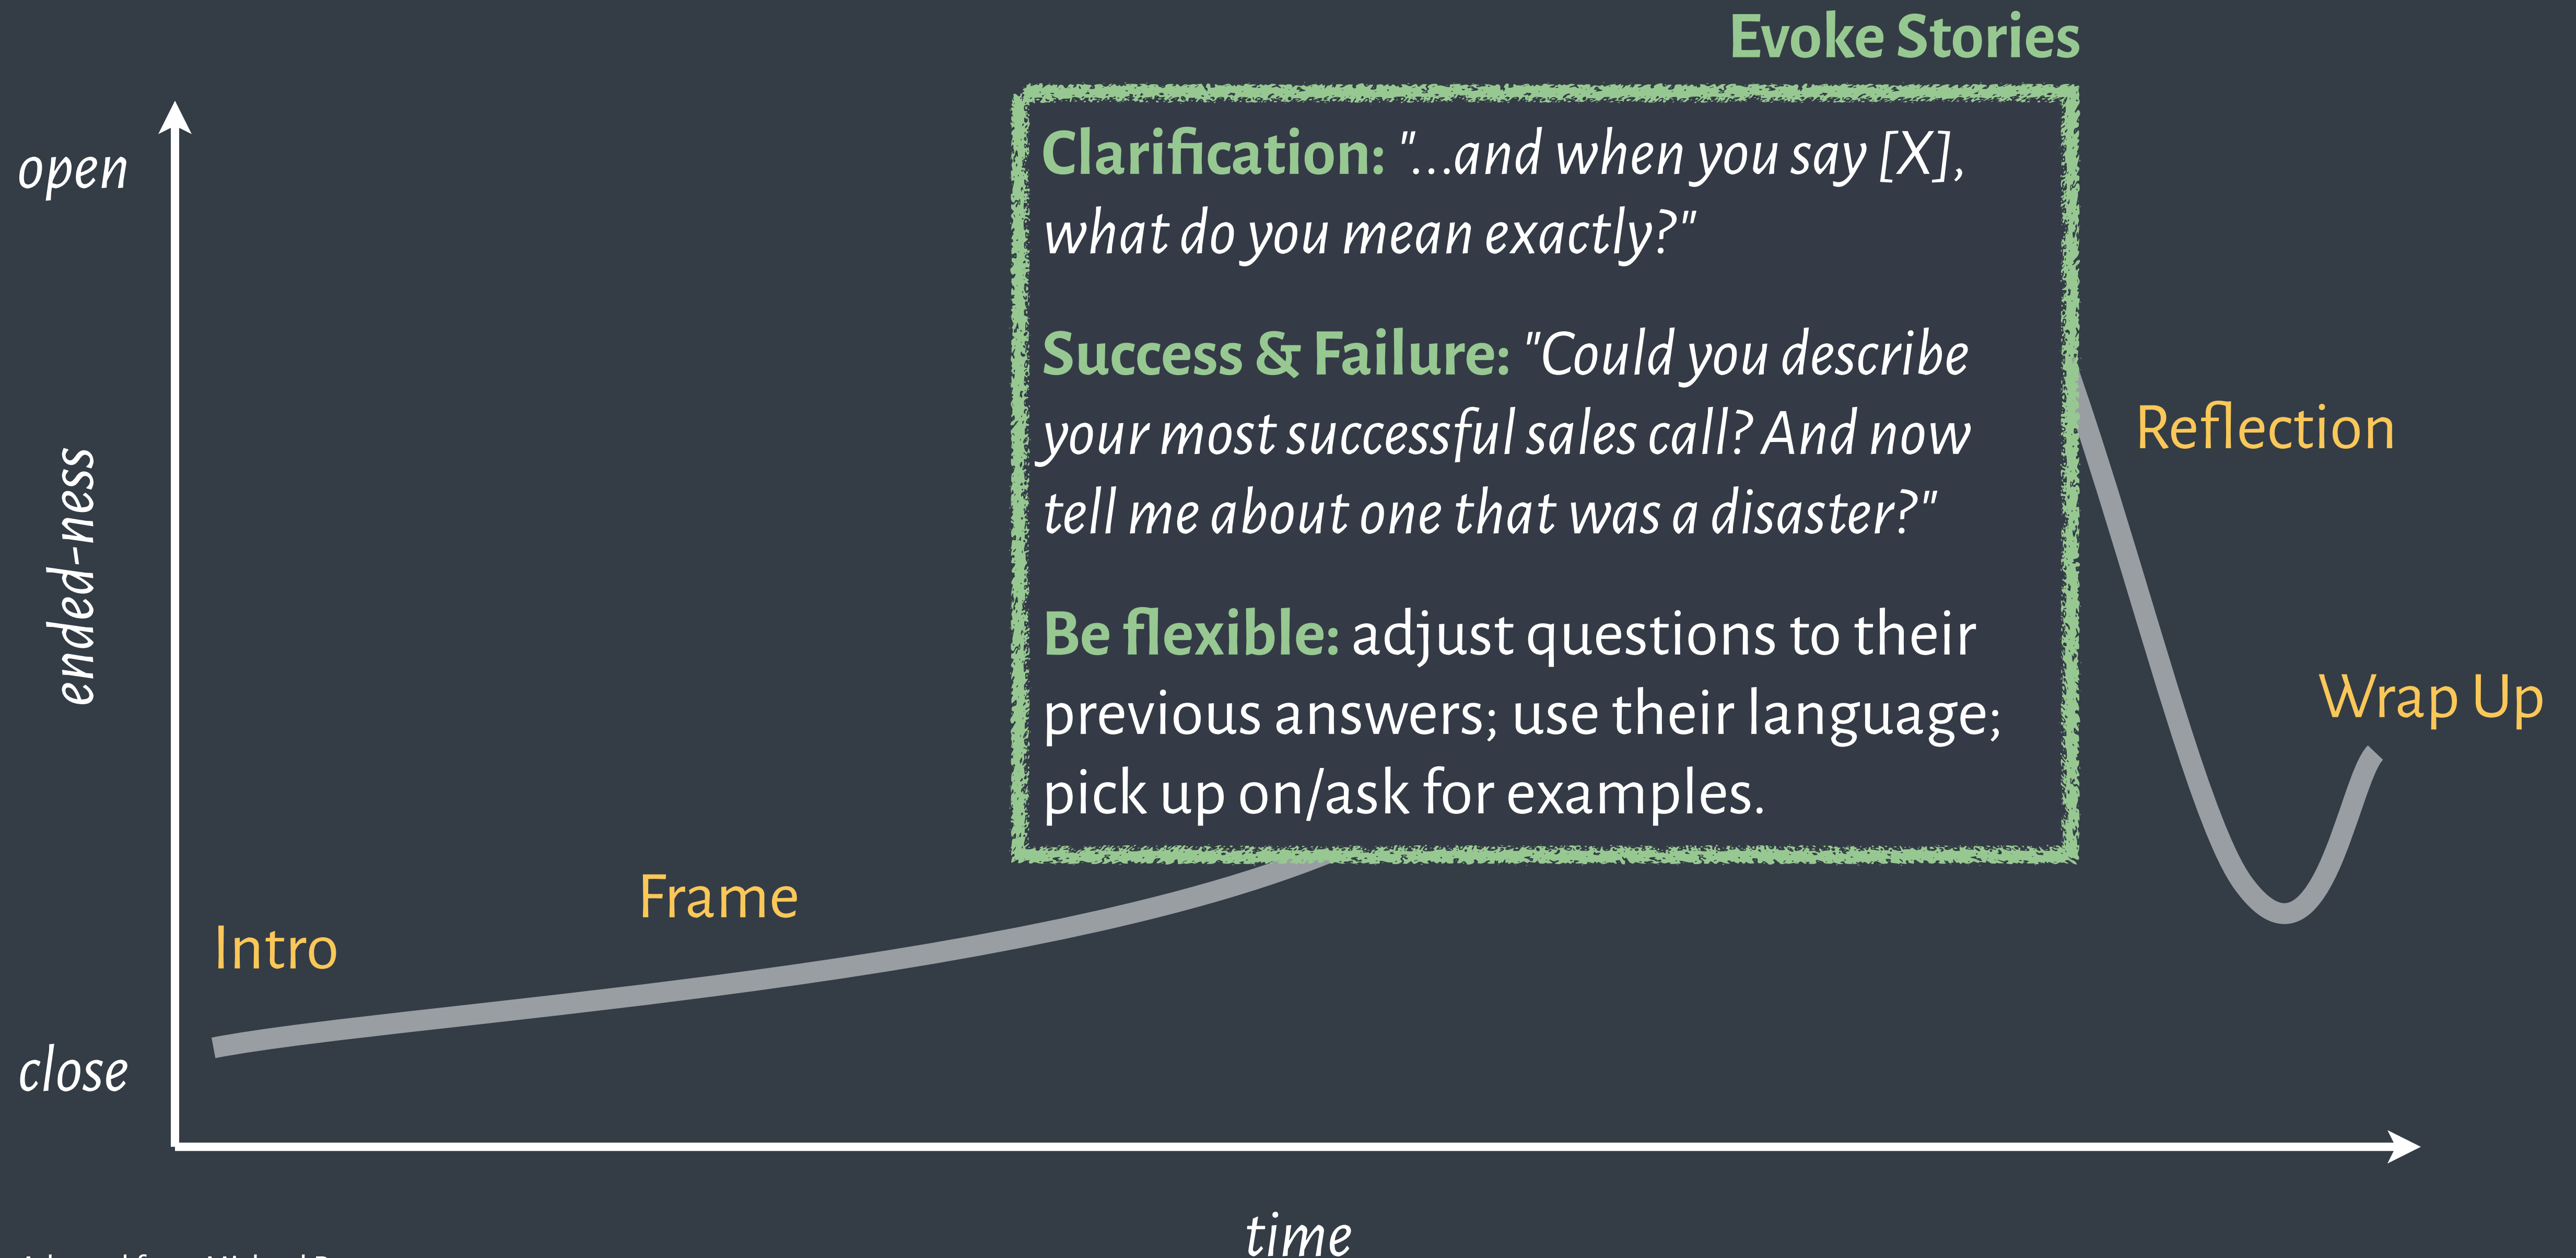 Evoke Stories
open
ended-ness
close
Clarification: "...and when you say [X],
what do you mean exactly?"
Success & Failure: "Could you describe
your most successful sales call? And now
tell me about one that was a disaster?"
Be flexible: adjust questions to their
previous answers; use their language;
pick up on/ask for examples.
Reflection
Wrap Up
Frame
Intro
time